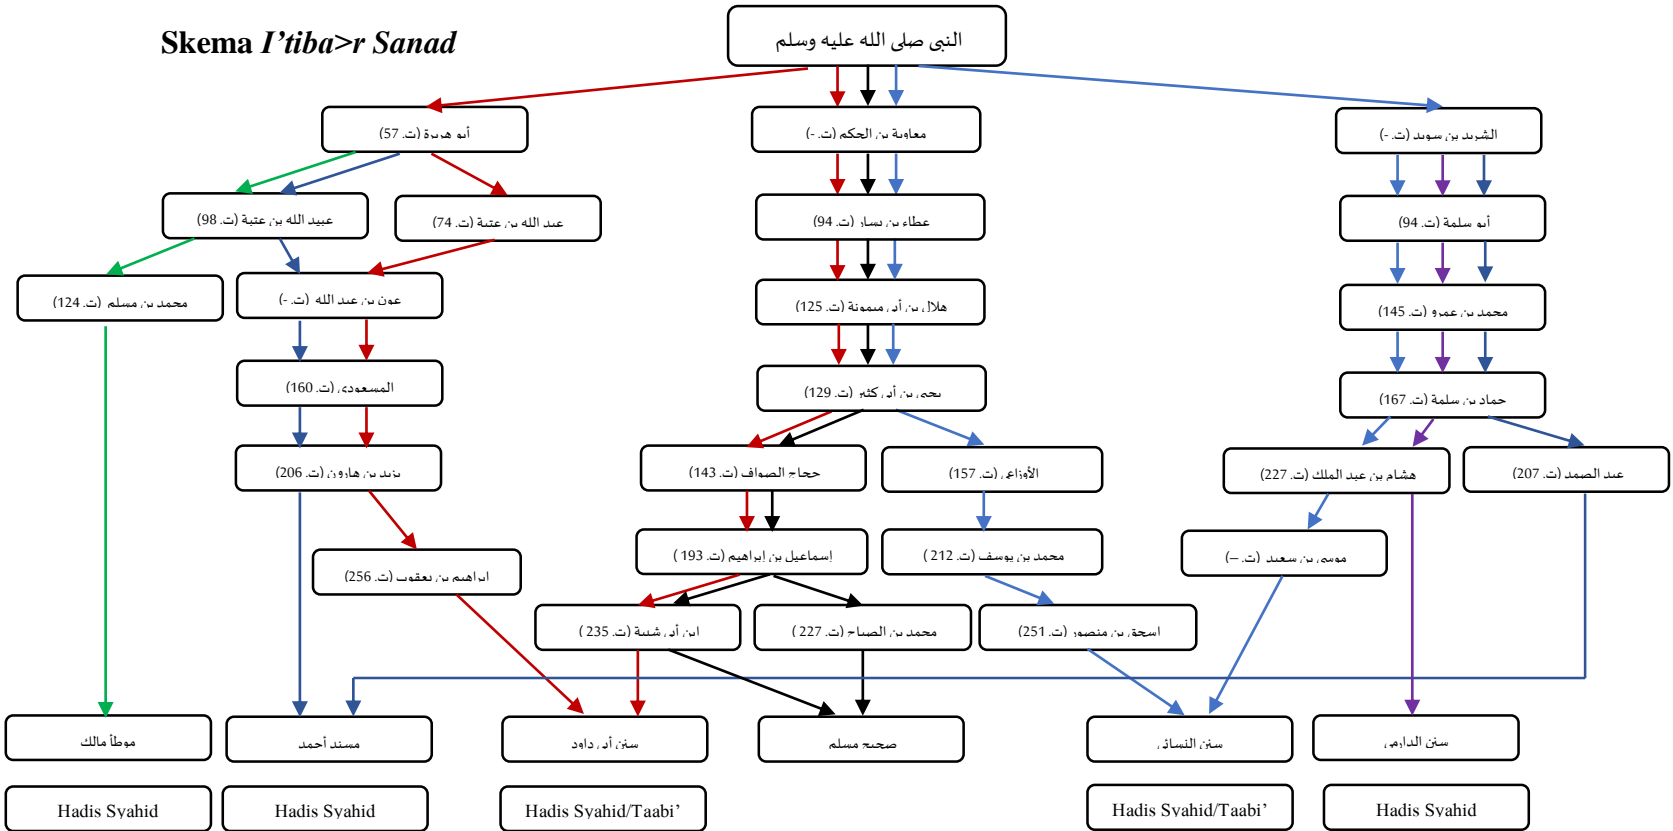 Skema I'tiba>r Sanad
النبي صلى الله عليه وسلم
أبو هريرة (ت. 57)
معاوية بن الحكم (ت. -)
الشريد بن سويد (ت. -)
عبيد الله بن عتبة (ت. 98)
عبد الله بن عتبة (ت. 74)
عطاء بن يسار (ت. 94)
أبو سلمة (ت. 94)
محمد بن مسلم (ت. 124)
عون بن عبد الله (ت. -)
هلال بن أبي ميمونة (ت. 125)
محمد بن عمرو (ت. 145)
المسعودي (ت. 160)
يحيى بن أبي كثير (ت. 129)
حماد بن سلمة (ت. 167)
يزيد بن هارون (ت. 206)
حجاج الصواف (ت. 143)
الأوزاعي (ت. 157)
هشام بن عبد الملك (ت. 227)
عبد الصمد (ت. 207)
ابراهيم بن يعقوب (ت. 256)
إسماعيل بن إبراهيم (ت. 193 )
محمد بن يوسف (ت. 212 )
موسى بن سعيد (ت. –)
ابن أبي شيبة (ت. 235 )
محمد بن الصباح (ت. 227 )
اسحق بن منصور (ت. 251)
موطأ مالك
مسند أحمد
سنن أبي داود
صحيح مسلم
سنن النسائي
سنن الدارمي
Hadis Syahid
Hadis Syahid
Hadis Syahid/Taabi’
Hadis Syahid/Taabi’
Hadis Syahid